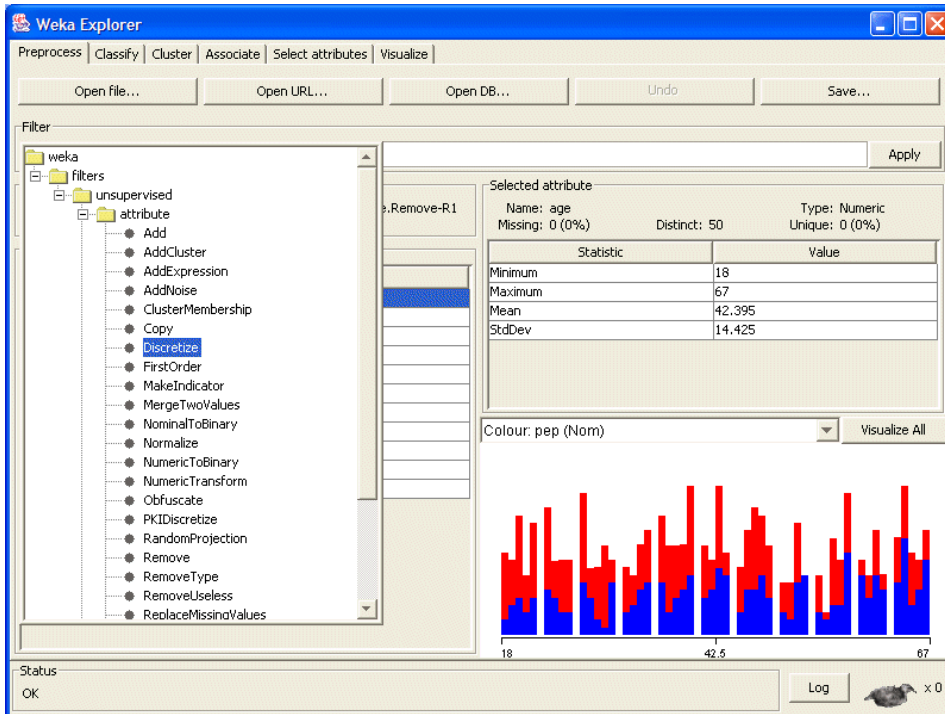 Weka Explorer
Preprocess Classify Cluster Associate Select attributes Visualize
Open file... Open URL... Open DB... Undo Save...
Filter
weka
filters
unsupervised
attribute
Add
AddCluster
AddExpression
AddNoise
ClusterMembership
Copy
Discretize
FirstOrder
MakeIndicator
MergeTwoValues
NominalToBinary
Normalize
NumericToBinary
NumericTransform
Obfuscate
PKIDiscretize
RandomProjection
Remove
RemoveType
RemoveUseless
ReplaceMissingValues
Apply
.Remove-R1
Selected attribute
Name: age Type: Numeric
Missing: 0 (0%) Distinct: 50 Unique: 0 (0%)
Statistic Value
Minimum 18
Maximum 67
Mean 42.395
StdDev 14.425
Colour: pep (Nom) Visualize All
18 42.5 67
Status
OK
Log x 0